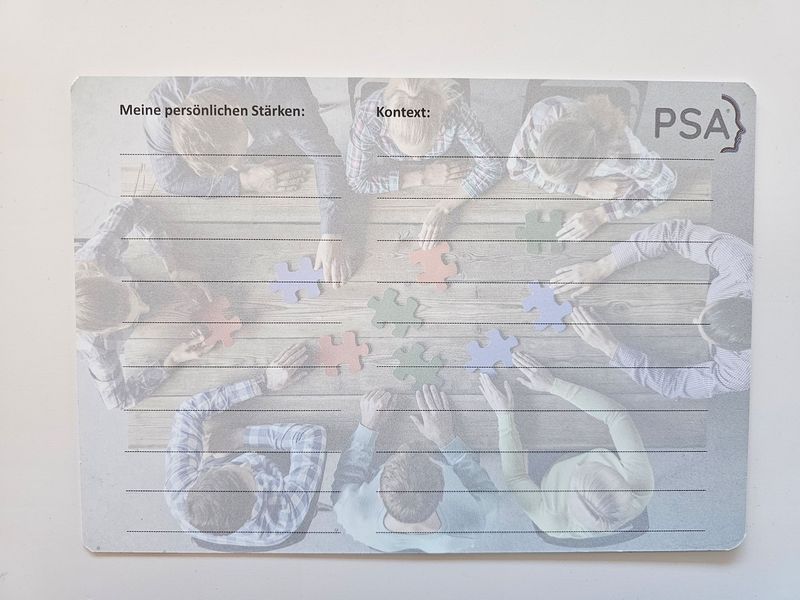 Meine persönlichen Stärken:
Kontext:
PSA